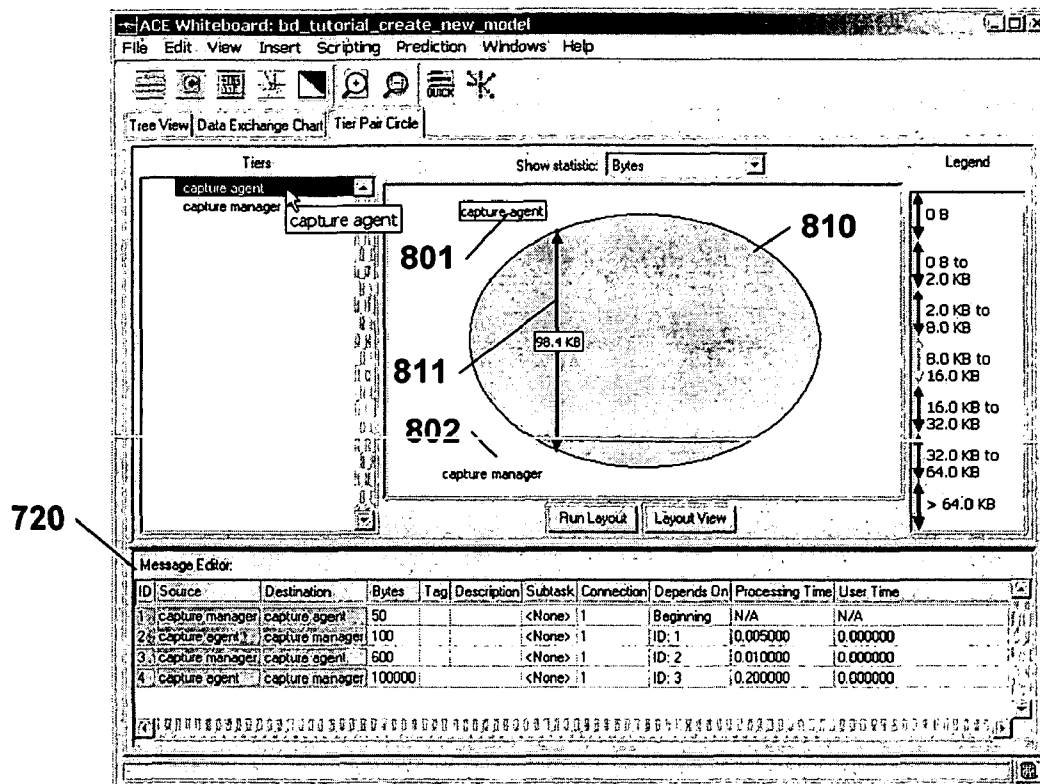 ACE Whiteboard: bd_tutorial_create_new_model
File Edit View Insert Scripting Prediction Windows Help
QUICK
Tree View Data Exchange Chart Tier Pair Circle
Tiers
capture agent
capture manager
capture agent
Show statistic: Bytes
capture agent
801
810
98.4 KB
811
802
capture manager
Run Layout Layout View
Legend
0 B
0 B to
2.0 KB
2.0 KB to
8.0 KB
8.0 KB to
16.0 KB
16.0 KB to
32.0 KB
32.0 KB to
64.0 KB
> 64.0 KB
720
Message Editor:
ID Source Destination Bytes Tag Description Subtask Connection Depends On Processing Time User Time
1 capture manager capture agent 50 <None> 1 Beginning N/A N/A
2 capture agent capture manager 100 <None> 1 ID: 1 0.005000 0.000000
3 capture manager capture agent 600 <None> 1 ID: 2 0.010000 0.000000
4 capture agent capture manager 100000 <None> 1 ID: 3 0.200000 0.000000